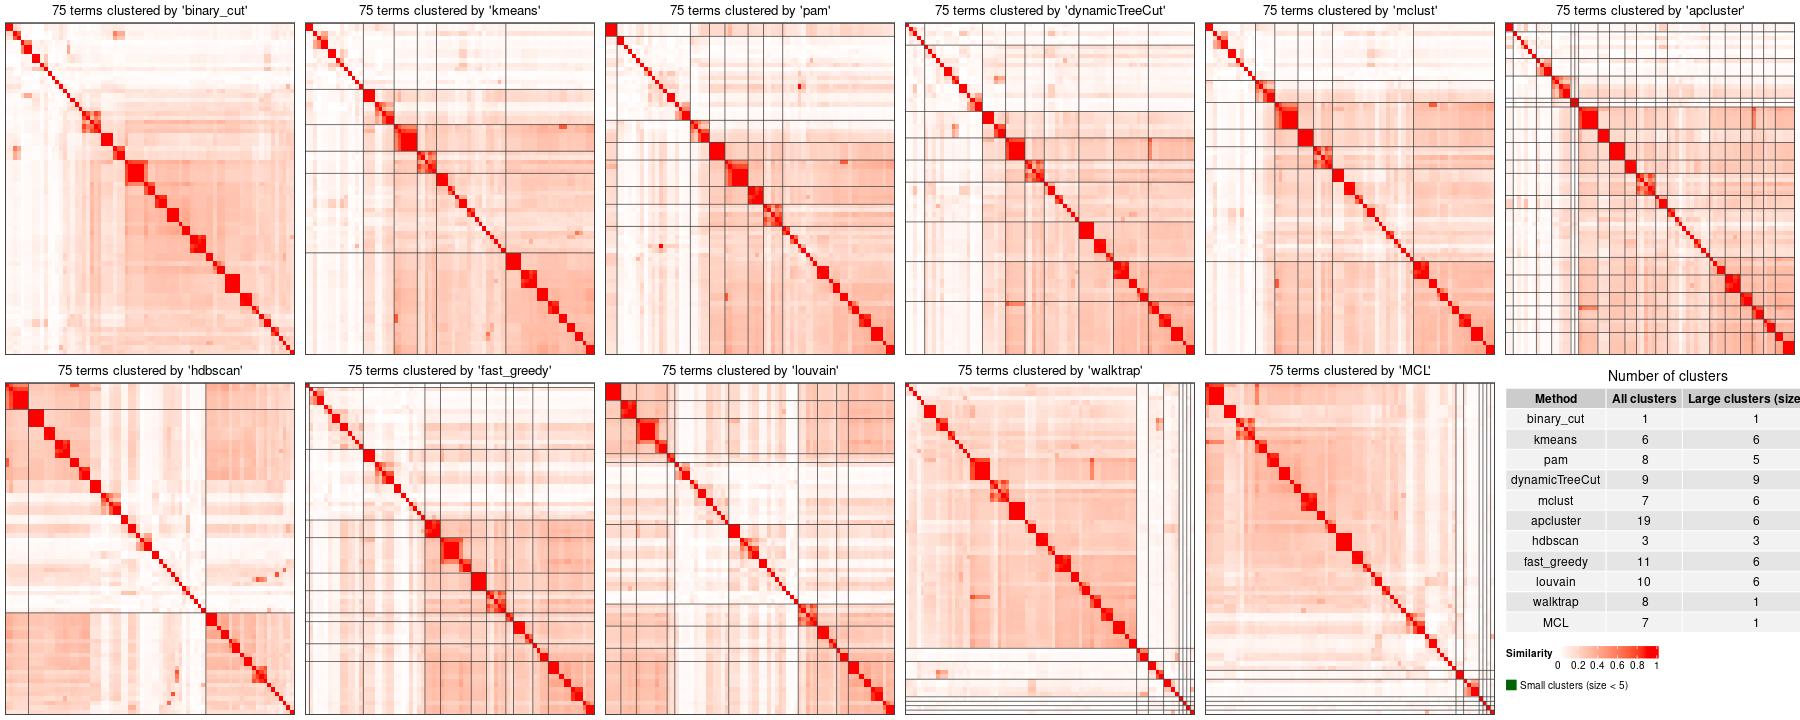 75 terms clustered by 'binary_cut'
75 terms clustered by 'kmeans'
75 terms clustered by 'pam'
75 terms clustered by 'dynamicTreeCut'
75 terms clustered by 'mclust'
75 terms clustered by 'apcluster'
75 terms clustered by 'hdbscan'
75 terms clustered by 'fast_greedy'
75 terms clustered by 'louvain'
75 terms clustered by 'walktrap'
75 terms clustered by 'MCL'
Number of clusters
Method All clusters Large clusters (size
binary_cut 1 1
kmeans 6 6
pam 8 5
dynamicTreeCut 9 9
mclust 7 6
apcluster 19 6
hdbscan 3 3
fast_greedy 11 6
louvain 10 6
walktrap 8 1
MCL 7 1
Similarity
0 0.2 0.4 0.6 0.8 1
Small clusters (size < 5)